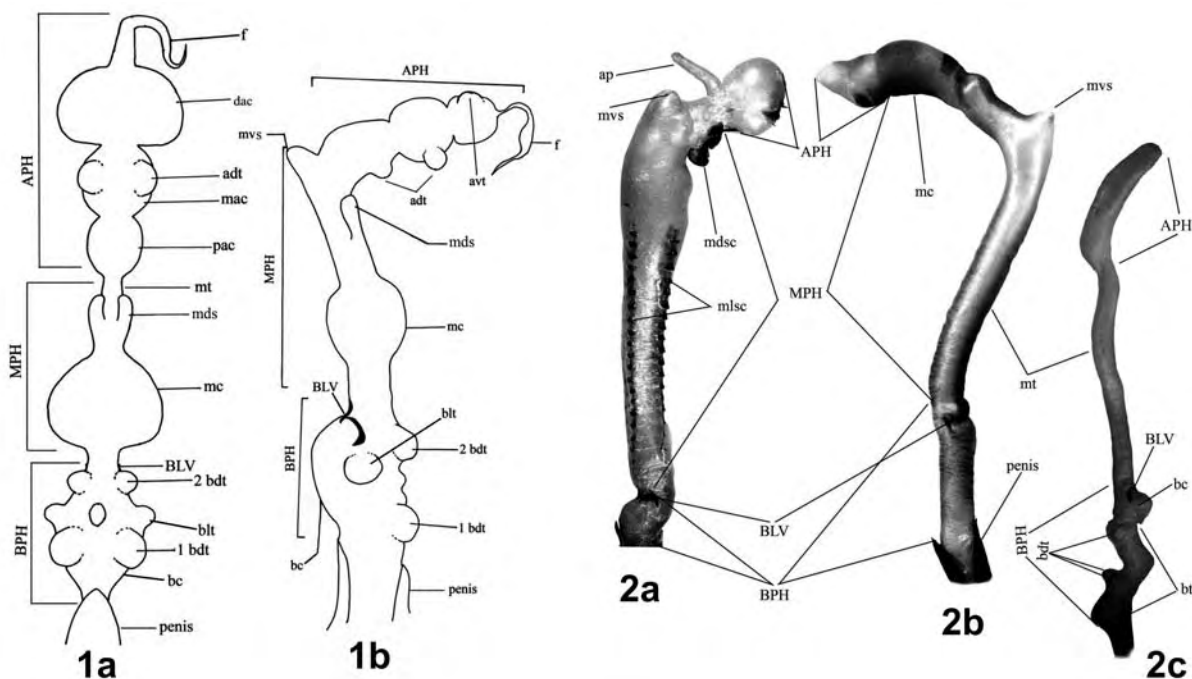 APH
f
dac
adt
mac
pac
MPH
mt
mds
mc
BPH
BLV
2 bdt
blt
1 bdt
bc
penis
1a
APH
mvs
f
avt
adt
mds
MPH
mc
BLV
blt
BPH
2 bdt
1 bdt
bc
penis
1b
ap
mvs
APH
mdsc
MPH
mlsc
BLV
BPH
2a
mvs
mc
mt
penis
2b
APH
BLV
bc
BPH
bdt
bt
2c